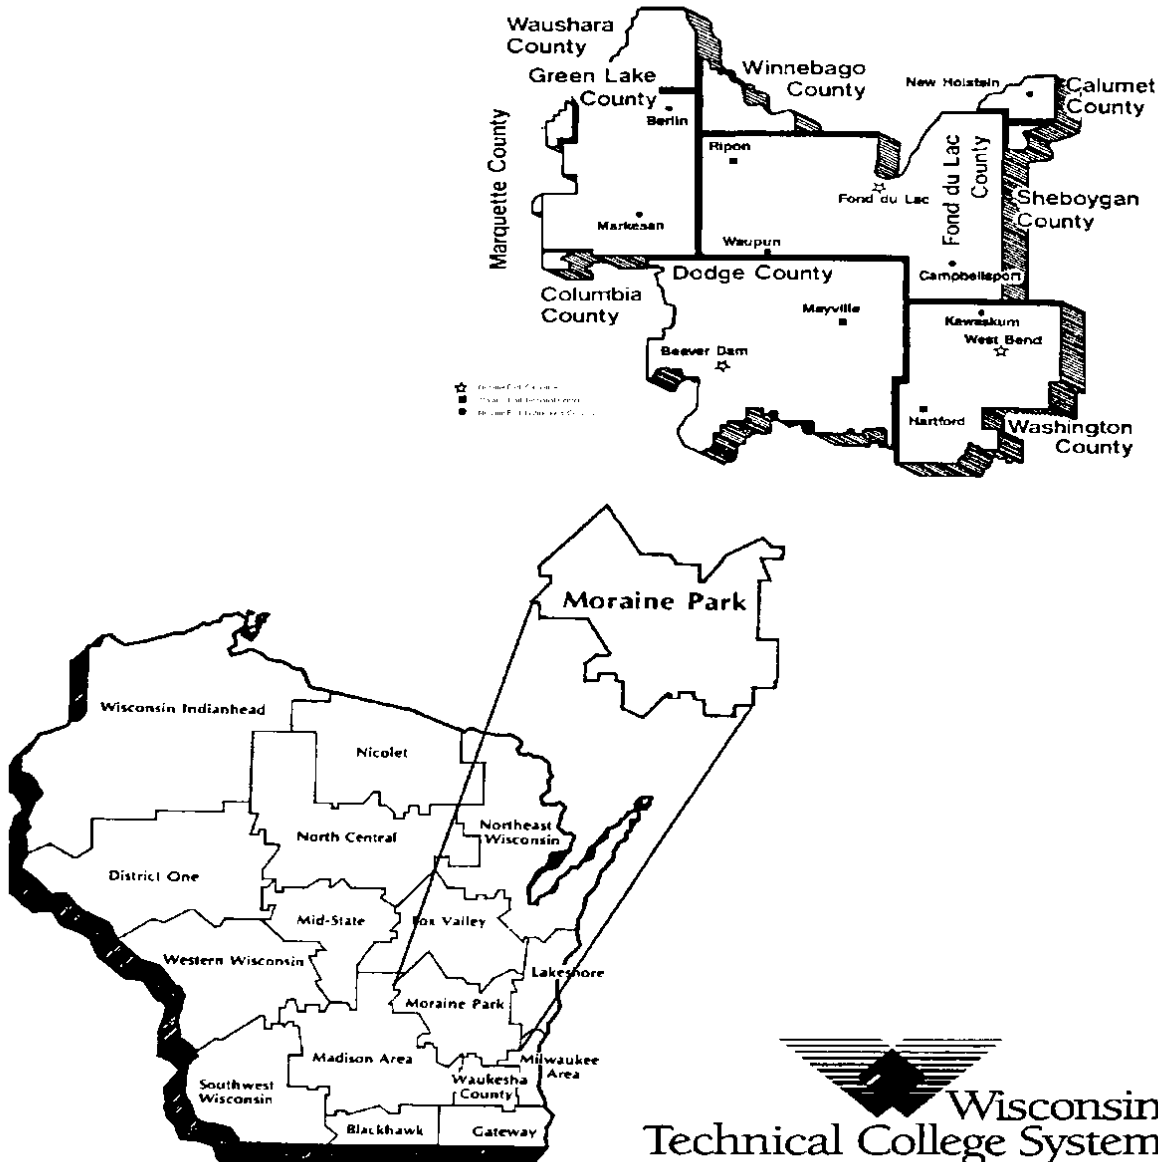 Waushara
County
Green Lake
County
Winnebago
County
New Holstein
Calumet
County
Berlin
Marquette County
Ripon
Fond du Lac
Fond du Lac
County
Sheboygan
County
Markesan
Waupun
Dodge County
Campbellsport
Columbia
County
Mayville
Kewaskum
West Bend
Beaver Dam
Hartford
Washington
County
Moraine Park
Wisconsin Indianhead
Nicolet
North Central
Northeast
Wisconsin
District One
Mid-State
Fox Valley
Western Wisconsin
Lakeshore
Moraine Park
Madison Area
Milwaukee
Area
Waukesha
County
Southwest
Wisconsin
Blackhawk
Gateway
Wisconsin
Technical College System